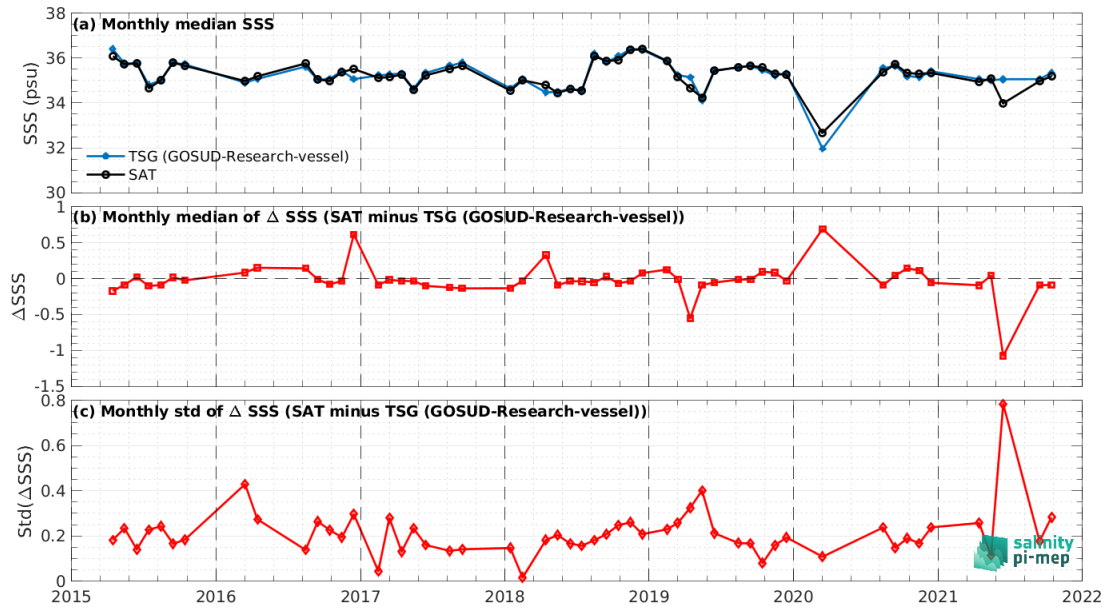 (a) Monthly median SSS
SSS (psu)
38
36
34
32
30
TSG (GOSUD-Research-vessel)
SAT
(b) Monthly median of Δ SSS (SAT minus TSG (GOSUD-Research-vessel))
ΔSSS
1
0.5
0
-0.5
-1
-1.5
(c) Monthly std of Δ SSS (SAT minus TSG (GOSUD-Research-vessel))
Std(ΔSSS)
0.8
0.6
0.4
0.2
0
salinity
pi-mep
2015 2016 2017 2018 2019 2020 2021 2022